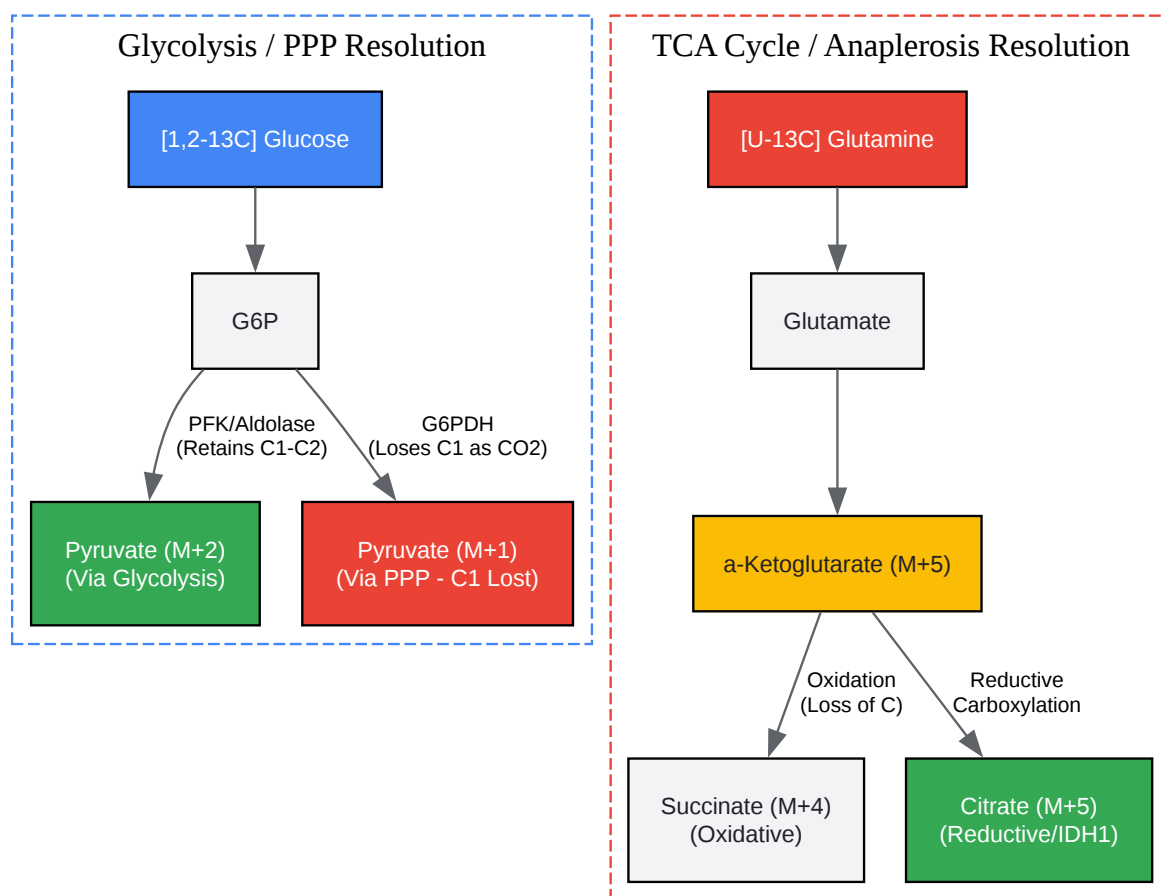 Glycolysis / PPP Resolution
[1,2-13C] Glucose
G6P
PFK/Aldolase
(Retains C1-C2)
G6PDH
(Loses C1 as CO2)
Pyruvate (M+2)
(Via Glycolysis)
Pyruvate (M+1)
(Via PPP - C1 Lost)
TCA Cycle / Anaplerosis Resolution
[U-13C] Glutamine
Glutamate
a-Ketoglutarate (M+5)
Oxidation
(Loss of C)
Reductive
Carboxylation
Succinate (M+4)
(Oxidative)
Citrate (M+5)
(Reductive/IDH1)